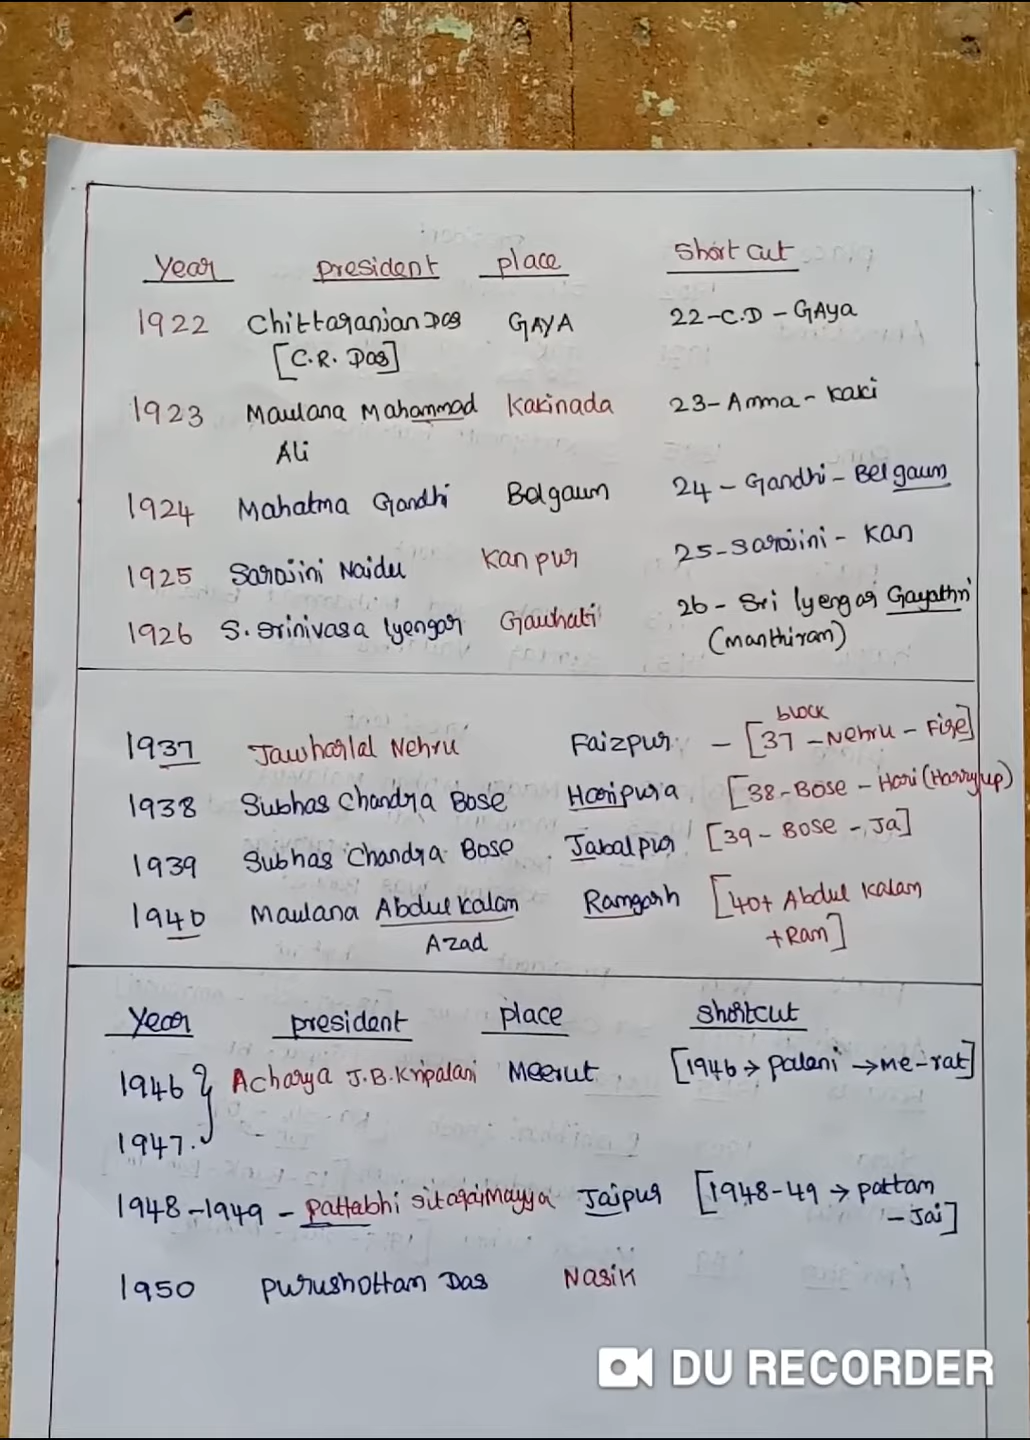 Year president place Short cut
1922 Chittaranjan Das GAYA 22-C.D - GAya
[C.R. Das]
1923 Maulana Mahammad Kakinada 23-Amma- Kaki
Ali
1924 Mahatma Gandhi Belgaum 24 - Gandhi - Belgaum
1925 Sarojini Naidu Kanpur 25-Sarojini - Kan
1926 S. Srinivasa Iyengar Gauhati 26 - Sri Iyengar Gayathri
(manthiram)
block
1937 Jawharlal Nehru Faizpur - [37 - Nehru - Fire]
1938 Subhas Chandra Bose Haripura [38-Bose - Hari (Harry up)
1939 Subhas Chandra Bose Jabalpur [39 - Bose - Ja]
1940 Maulana Abdul Kalam Ramgarh [40+ Abdul Kalam
Azad +Ram]
Year president place shortcut
1946 } Acharya J.B. Kripalani Meerut [1946 → Palani → me-rat]
1947.
1948-1949 - Pattabhi Sitaraimayya Jaipur [1948-49 → pattam
- Jai]
1950 Purushottam Das Nasik
DU RECORDER